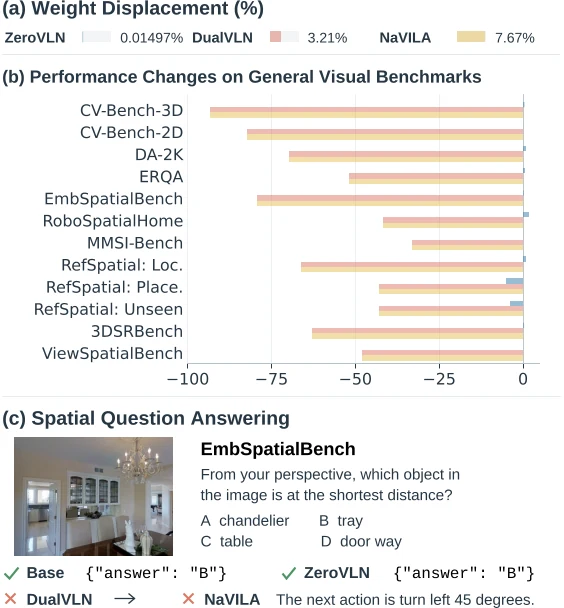 (a) Weight Displacement (%)
ZeroVLN 0.01497% DualVLN 3.21% NaVILA 7.67%
(b) Performance Changes on General Visual Benchmarks
CV-Bench-3D
CV-Bench-2D
DA-2K
ERQA
EmbSpatialBench
RoboSpatialHome
MMSI-Bench
RefSpatial: Loc.
RefSpatial: Place.
RefSpatial: Unseen
3DSRBench
ViewSpatialBench
−100 −75 −50 −25 0
(c) Spatial Question Answering
EmbSpatialBench
From your perspective, which object in
the image is at the shortest distance?
A chandelier B tray
C table D door way
✓ Base {"answer": "B"} ✓ ZeroVLN {"answer": "B"}
✕ DualVLN → ✕ NaVILA The next action is turn left 45 degrees.